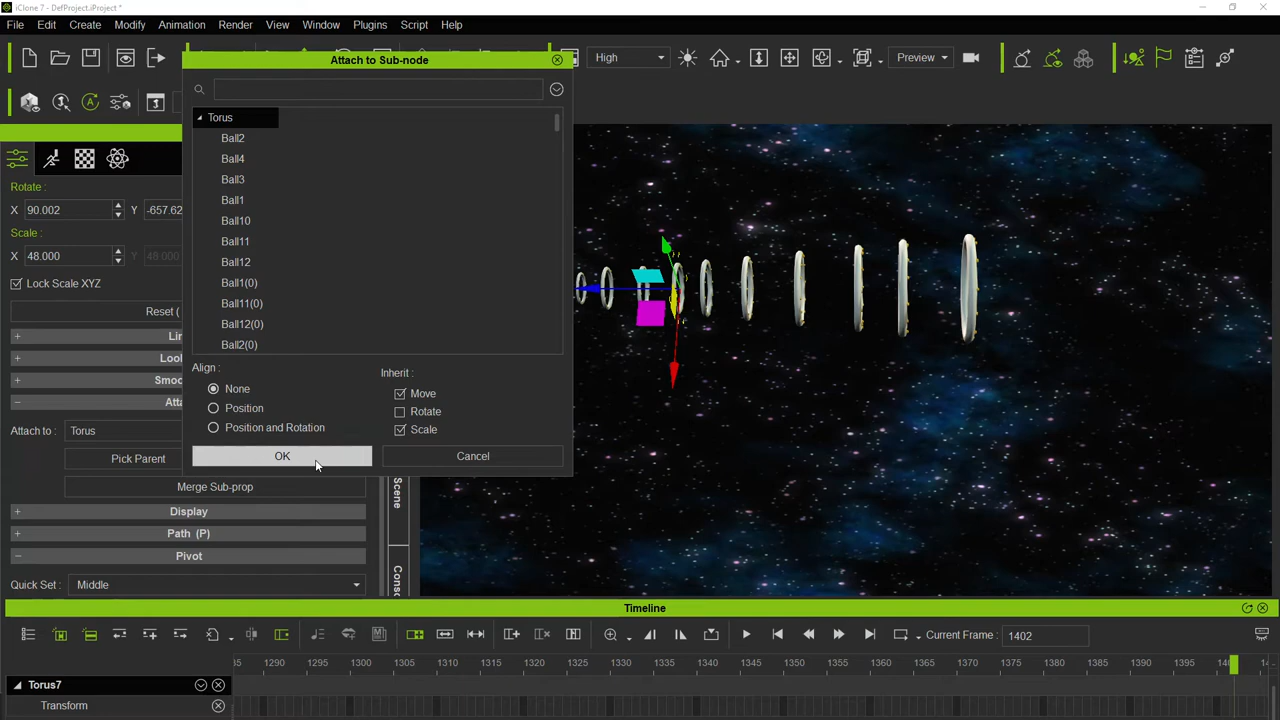 iClone 7 - DefProject.iProject *
File Edit Create Modify Animation Render View Window Plugins Script Help
High
Preview
Attach to Sub-node
Torus
Ball2
Ball4
Ball3
Ball1
Ball10
Ball11
Ball12
Ball1(0)
Ball11(0)
Ball12(0)
Ball2(0)
Align :
None
Position
Position and Rotation
Inherit :
Move
Rotate
Scale
OK Cancel
Rotate :
X 90.002 Y -657.62
Scale :
X 48.000 Y 48.000
Lock Scale XYZ
Reset (
Attach to : Torus
Pick Parent
Merge Sub-prop
Display
Path (P)
Pivot
Quick Set : Middle
Scene
Timeline
Current Frame : 1402
1290 1295 1300 1305 1310 1315 1320 1325 1330 1335 1340 1345 1350 1355 1360 1365 1370 1375 1380 1385 1390 1395
Torus7
Transform